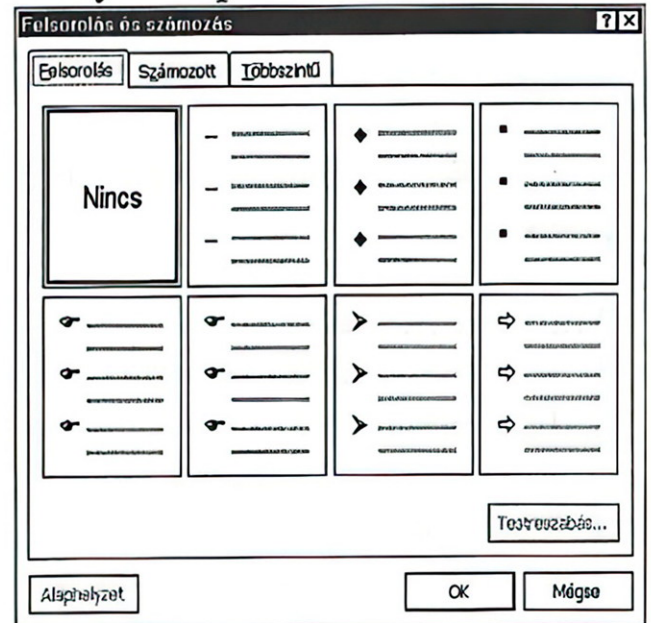 Felsorolás és számozás
Felsorolás
Számozott
Többszintű
Nincs
Testreszabás...
Alaphelyzet
OK
Mégse